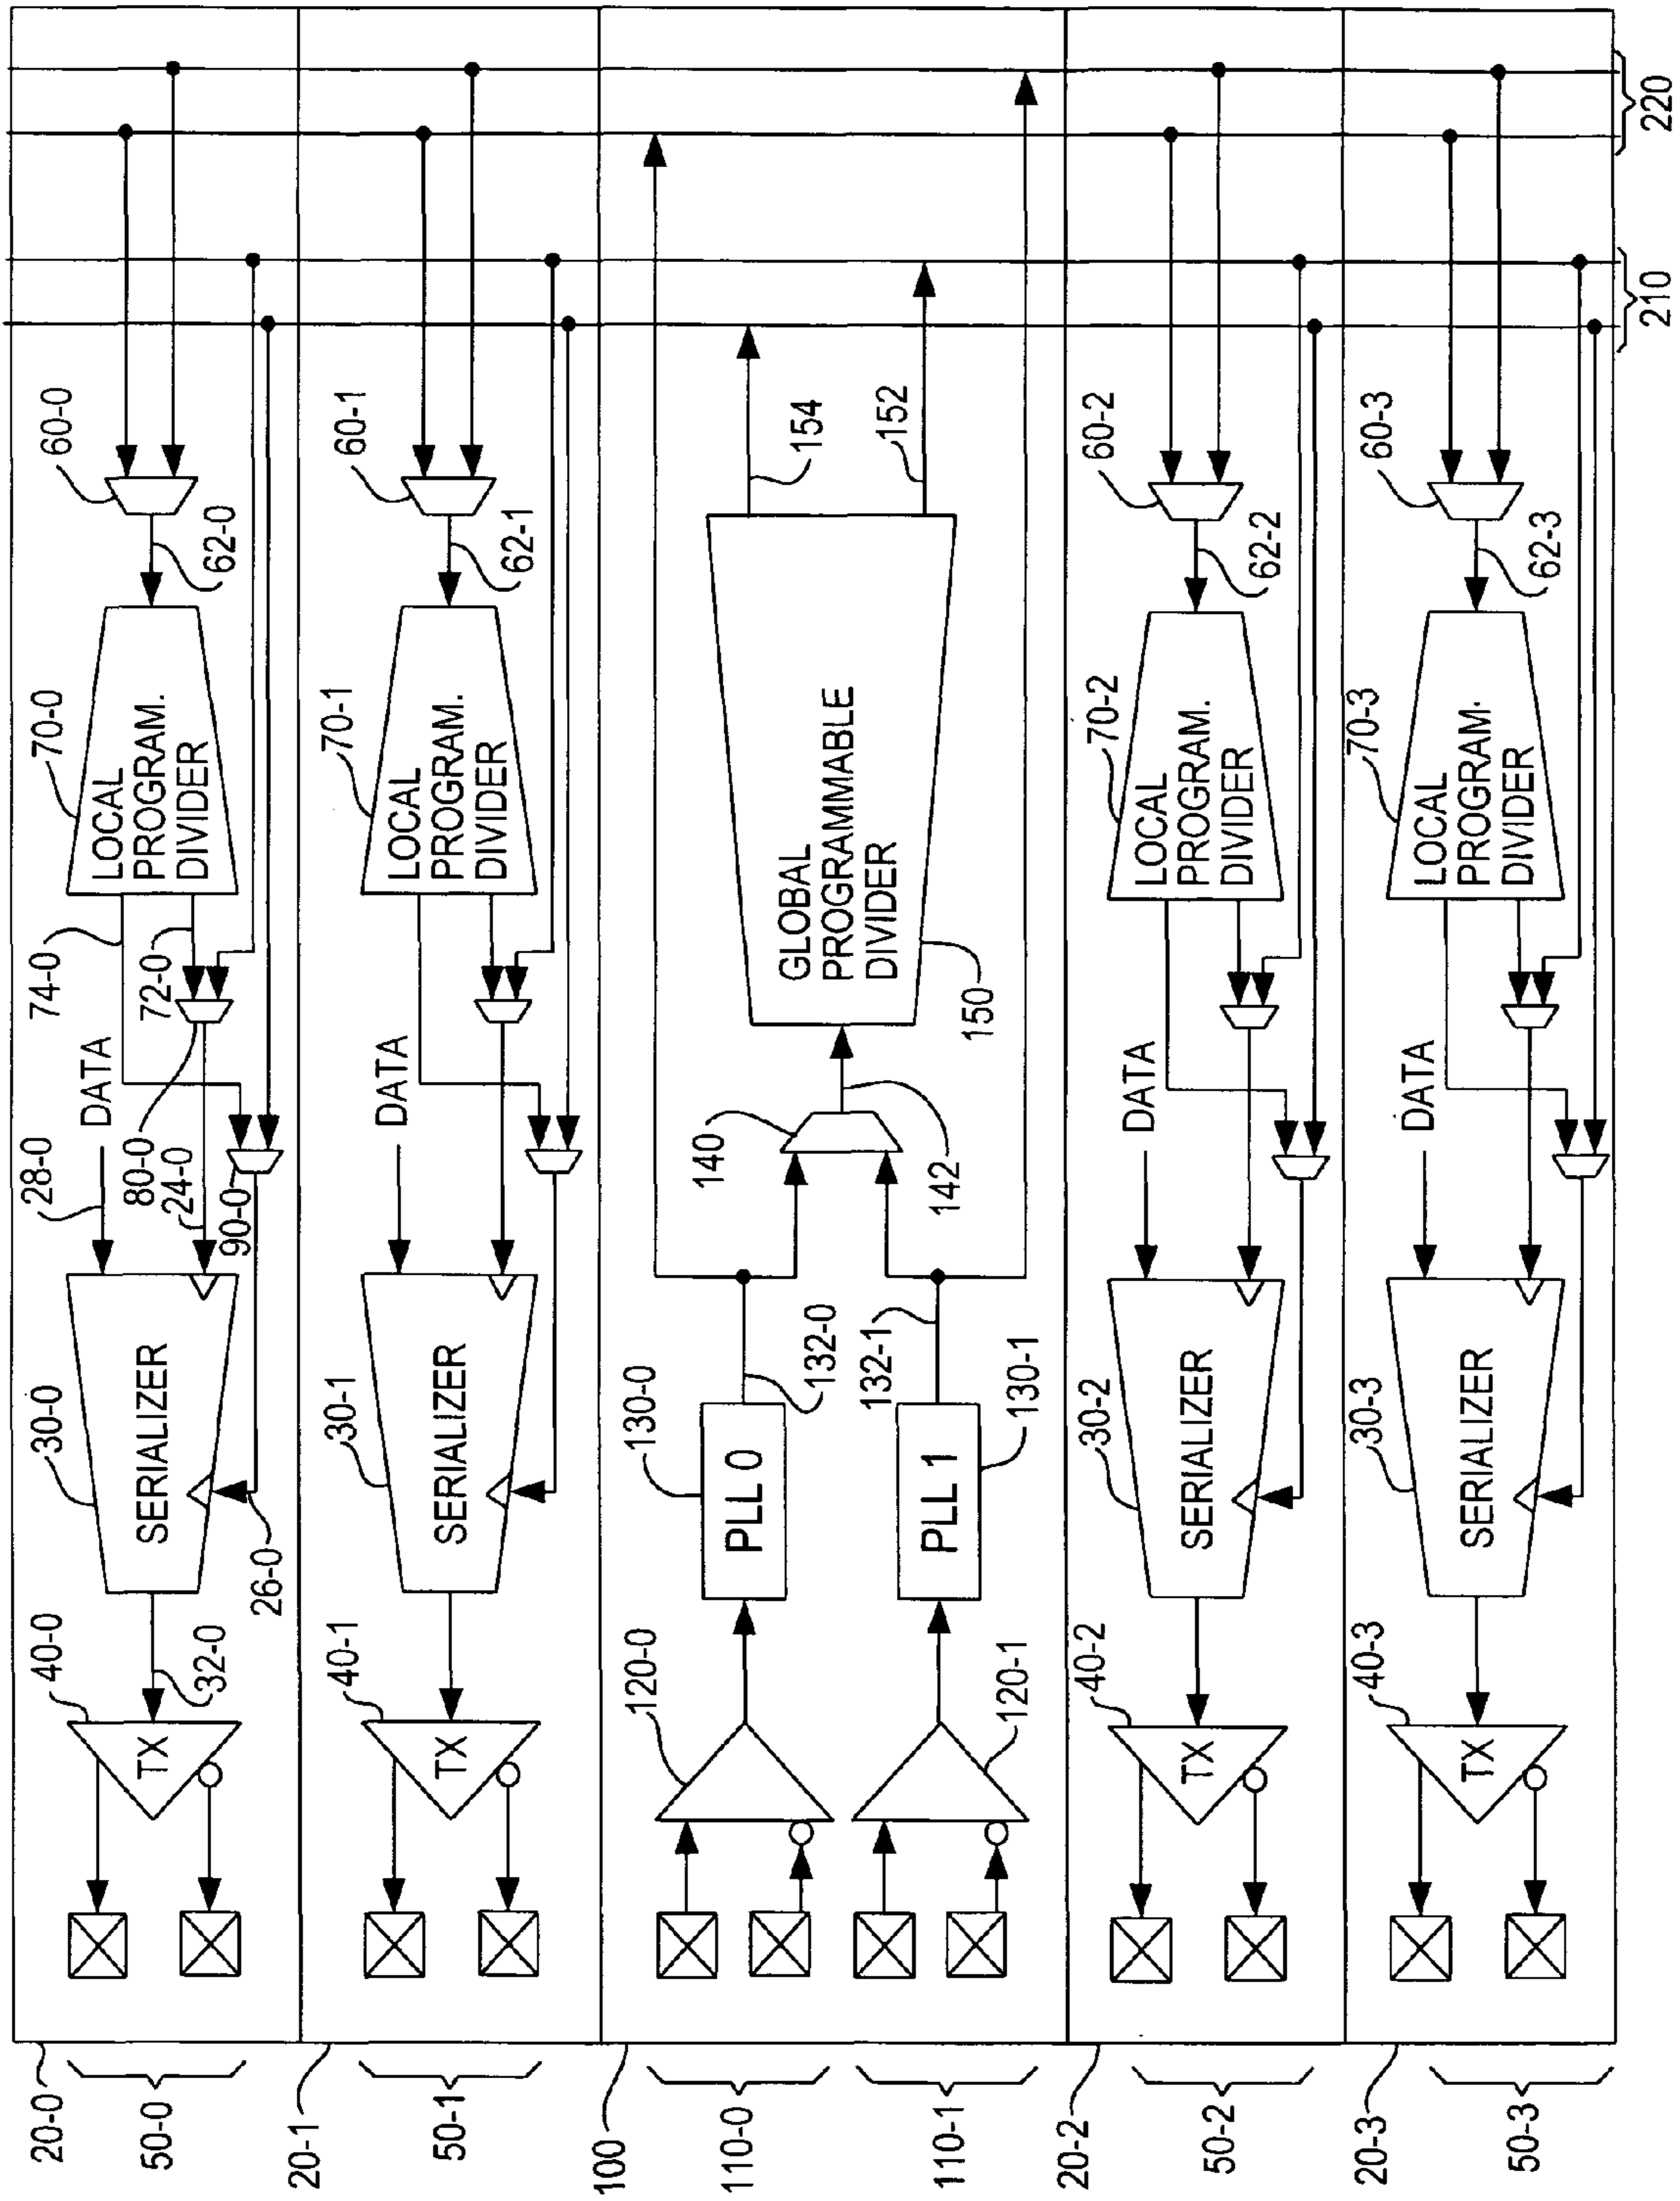 20-0
50-0
40-0
TX
32-0
30-0
SERIALIZER
26-0
28-0
DATA
80-0
24-0
90-0
74-0
72-0
70-0
LOCAL
PROGRAM.
DIVIDER
62-0
60-0
20-1
50-1
40-1
TX
30-1
SERIALIZER
DATA
70-1
LOCAL
PROGRAM.
DIVIDER
62-1
60-1
100
110-0
110-1
120-0
120-1
130-0
PLL 0
132-0
130-1
PLL 1
132-1
140
142
150
GLOBAL
PROGRAMMABLE
DIVIDER
154
152
20-2
50-2
40-2
TX
30-2
SERIALIZER
DATA
70-2
LOCAL
PROGRAM.
DIVIDER
62-2
60-2
20-3
50-3
40-3
TX
30-3
SERIALIZER
DATA
70-3
LOCAL
PROGRAM.
DIVIDER
62-3
60-3
210
220